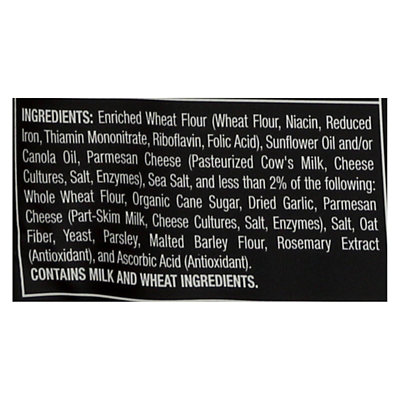 INGREDIENTS: Enriched Wheat Flour (Wheat Flour, Niacin, Reduced
Iron, Thiamin Mononitrate, Riboflavin, Folic Acid), Sunflower Oil and/or
Canola Oil, Parmesan Cheese (Pasteurized Cow's Milk, Cheese
Cultures, Salt, Enzymes), Sea Salt, and less than 2% of the following:
Whole Wheat Flour, Organic Cane Sugar, Dried Garlic, Parmesan
Cheese (Part-Skim Milk, Cheese Cultures, Salt, Enzymes), Salt, Oat
Fiber, Yeast, Parsley, Malted Barley Flour, Rosemary Extract
(Antioxidant), and Ascorbic Acid (Antioxidant).
CONTAINS MILK AND WHEAT INGREDIENTS.